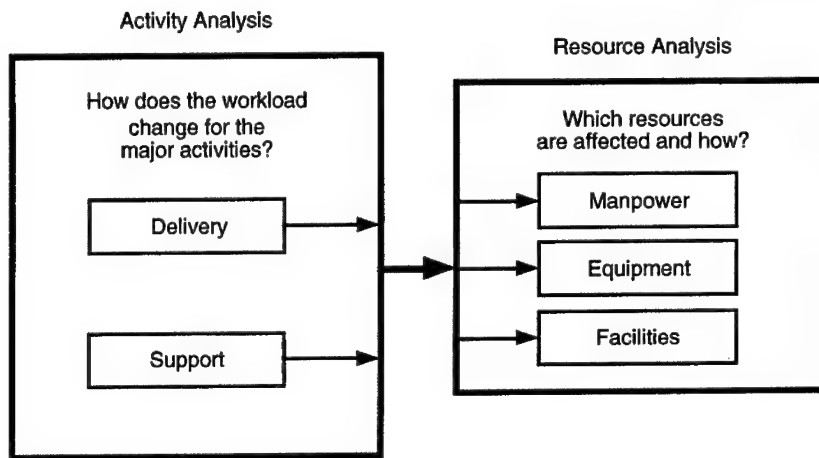 Activity Analysis
How does the workload
change for the
major activities?
Delivery
Support
Resource Analysis
Which resources
are affected and how?
Manpower
Equipment
Facilities